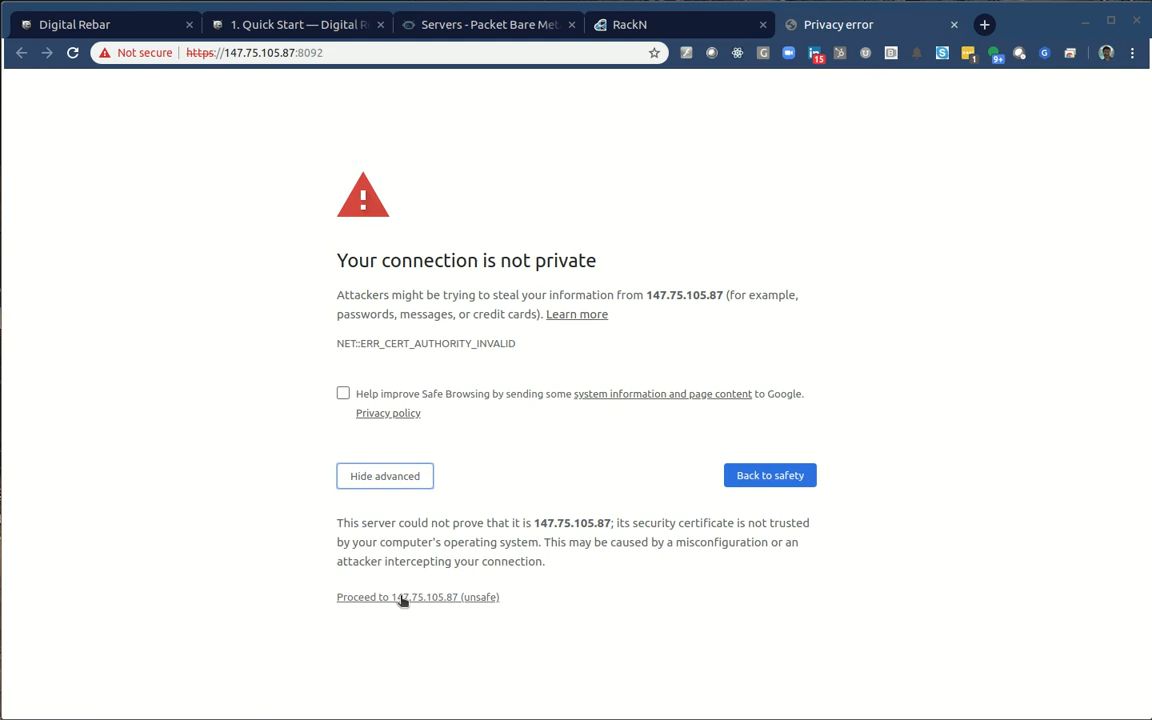 Digital Rebar
1. Quick Start — Digital R
Servers - Packet Bare Met
RackN
Privacy error
Not secure
https://147.75.105.87:8092
15
1
9+
Your connection is not private
Attackers might be trying to steal your information from 147.75.105.87 (for example,
passwords, messages, or credit cards). Learn more
NET::ERR_CERT_AUTHORITY_INVALID
Help improve Safe Browsing by sending some system information and page content to Google.
Privacy policy
Hide advanced
Back to safety
This server could not prove that it is 147.75.105.87; its security certificate is not trusted
by your computer's operating system. This may be caused by a misconfiguration or an
attacker intercepting your connection.
Proceed to 147.75.105.87 (unsafe)